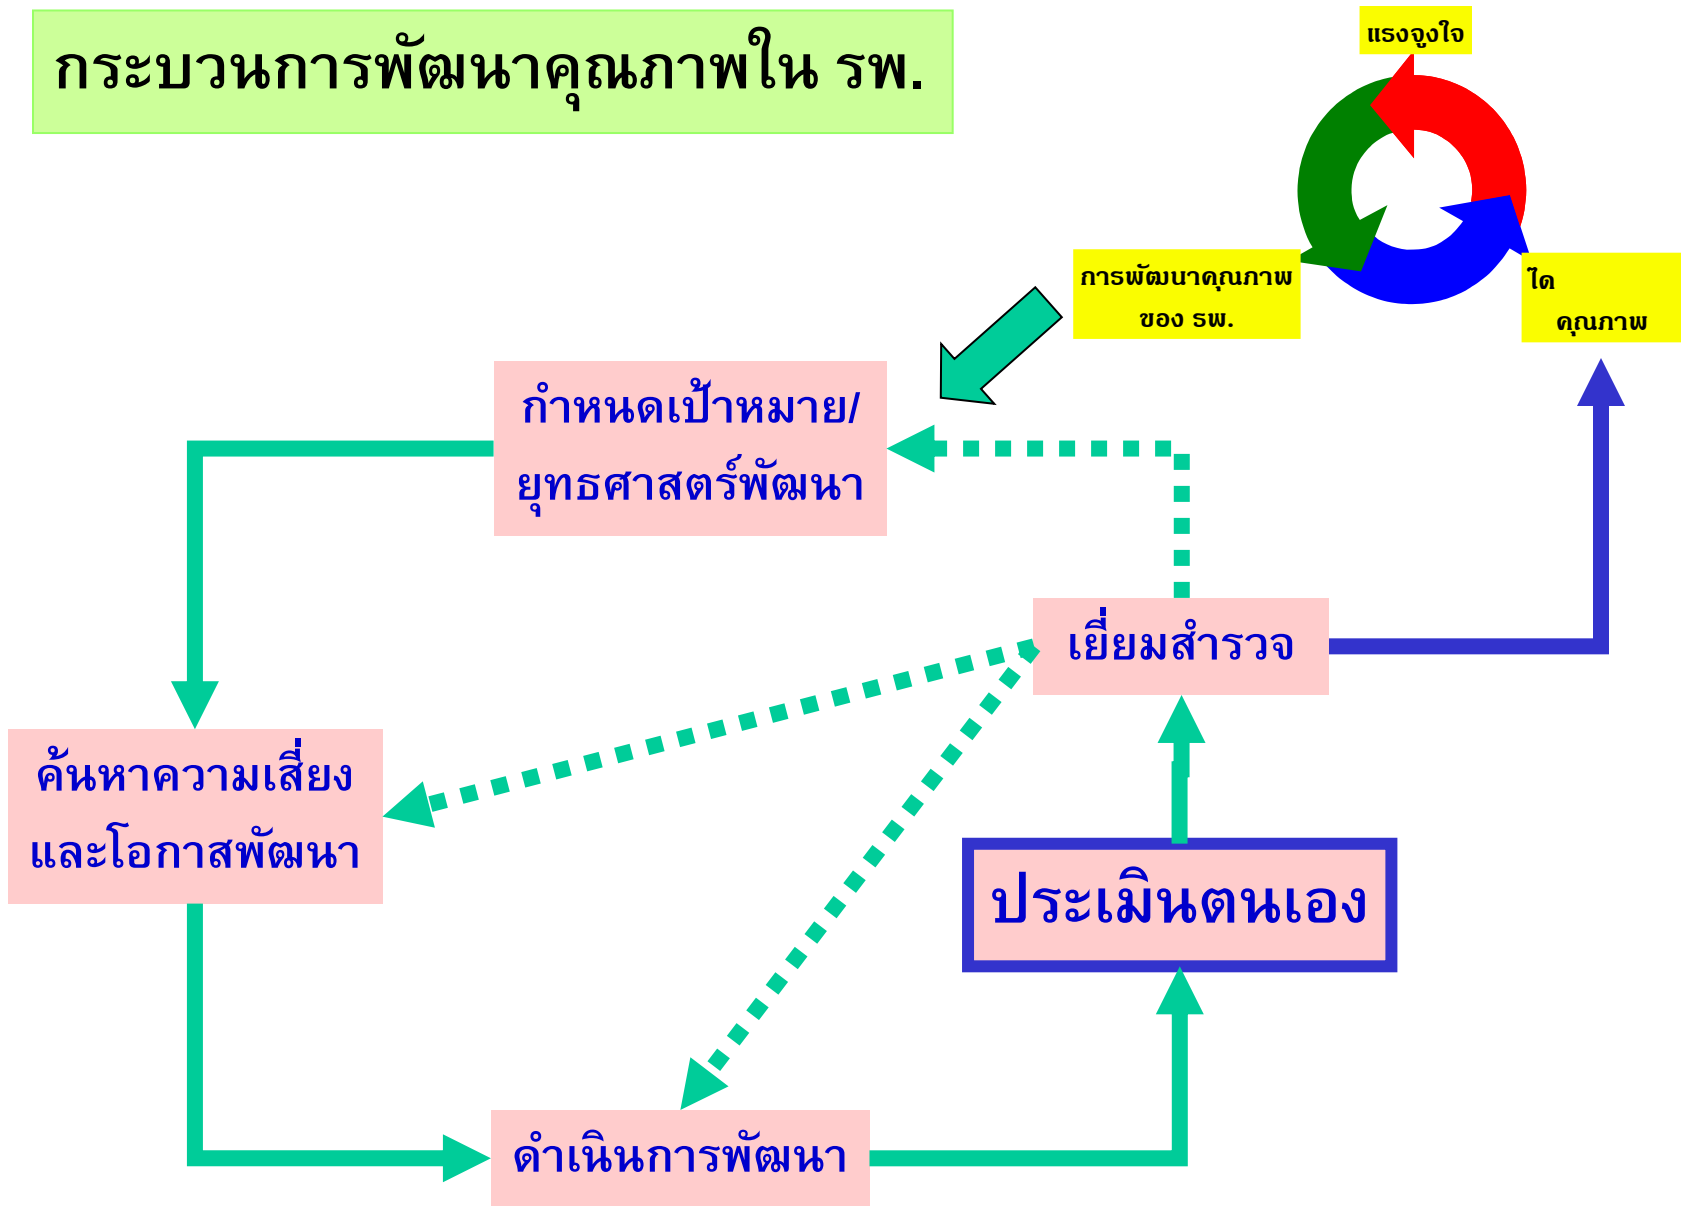 กระบวนการพัฒนาคุณภาพใน รพ.
แรงจูงใจ
การพัฒนาคุณภาพ
ของ รพ.
ได
คุณภาพ
กำหนดเป้าหมาย/
ยุทธศาสตร์พัฒนา
เยี่ยมสำรวจ
ค้นหาความเสี่ยง
และโอกาสพัฒนา
ประเมินตนเอง
ดำเนินการพัฒนา